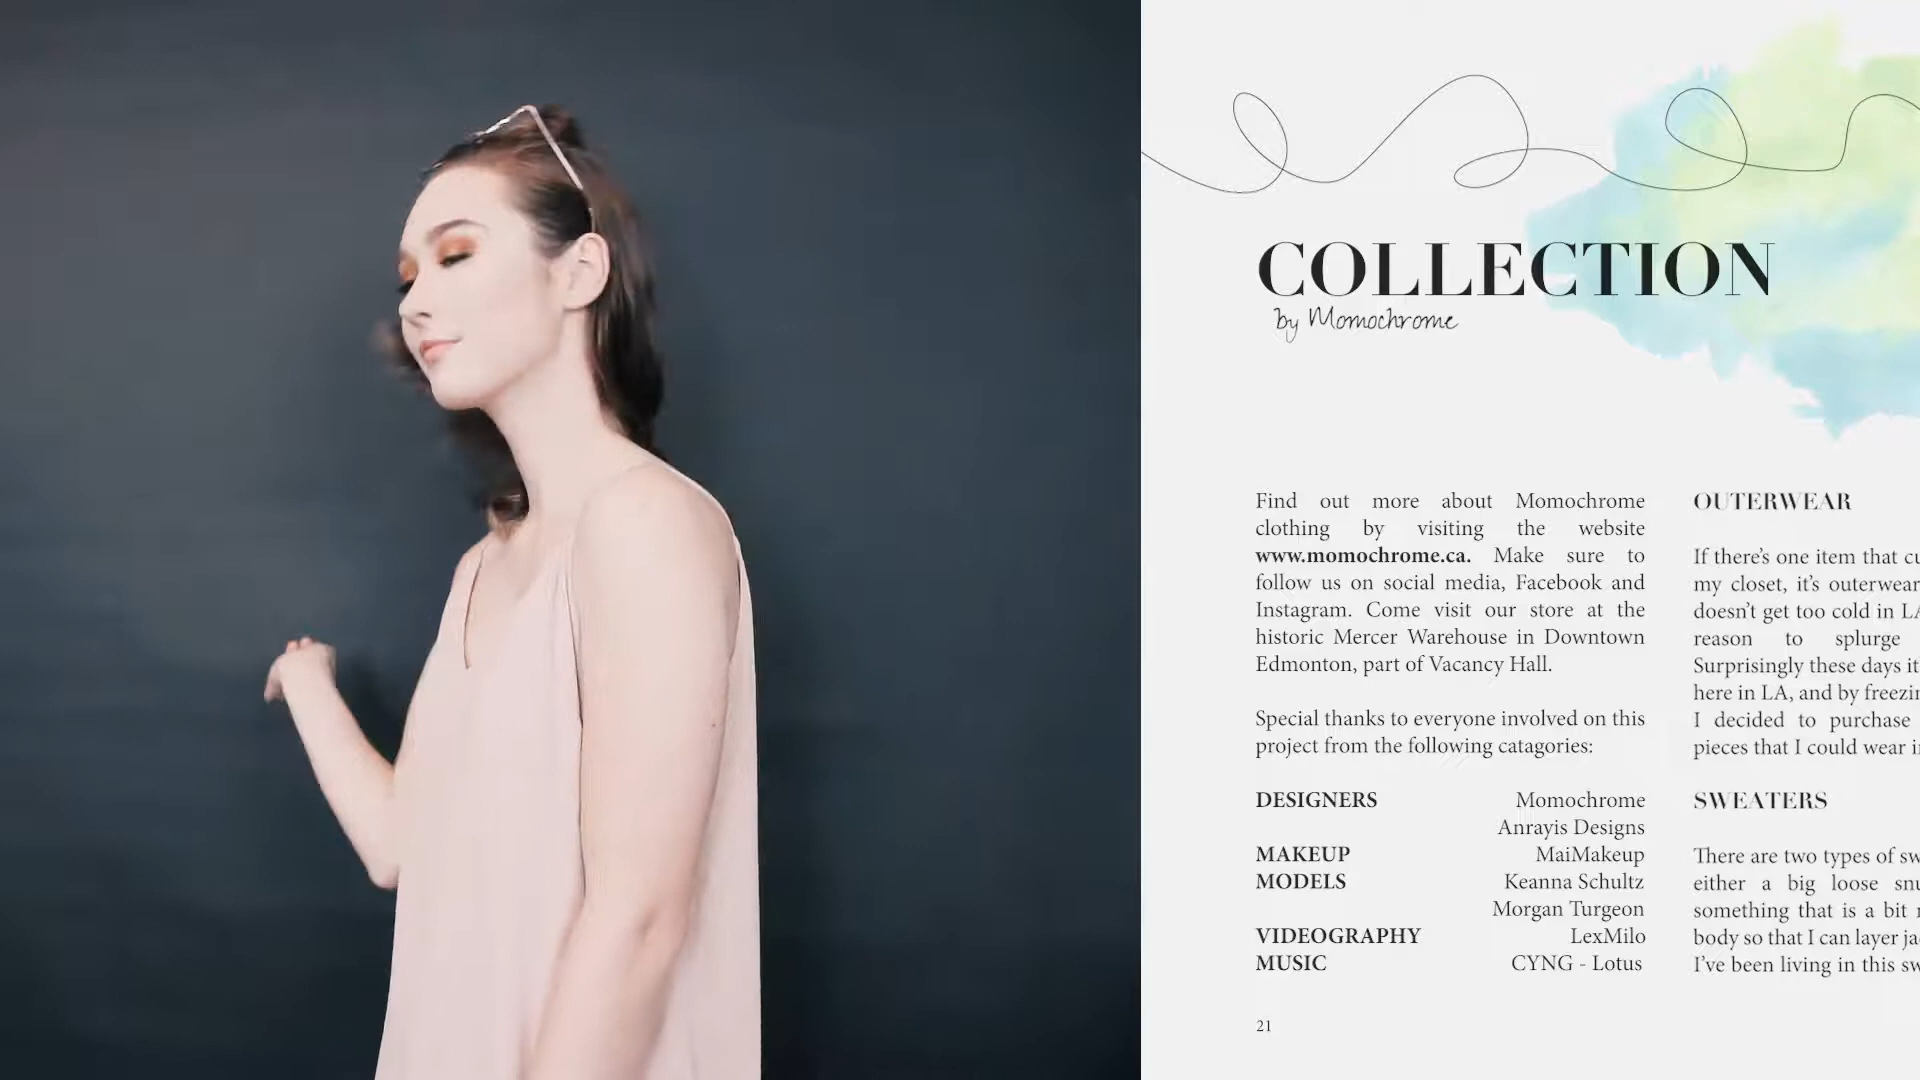 COLLECTION
by Momochrome
Find out more about Momochrome
clothing by visiting the website
www.momochrome.ca. Make sure to
follow us on social media, Facebook and
Instagram. Come visit our store at the
historic Mercer Warehouse in Downtown
Edmonton, part of Vacancy Hall.
Special thanks to everyone involved on this
project from the following catagories:
DESIGNERS Momochrome
Anrayis Designs
MAKEUP MaiMakeup
MODELS Keanna Schultz
Morgan Turgeon
VIDEOGRAPHY LexMilo
MUSIC CYNG - Lotus
21
OUTERWEAR
If there's one item that
my closet, it's outerwear
doesn't get too cold in
reason to splurge
Surprisingly these days
here in LA, and by
I decided to purchase
pieces that I could wear
SWEATERS
There are two types of
either a big loose
something that is a bit
body so that I can layer
I've been living in this